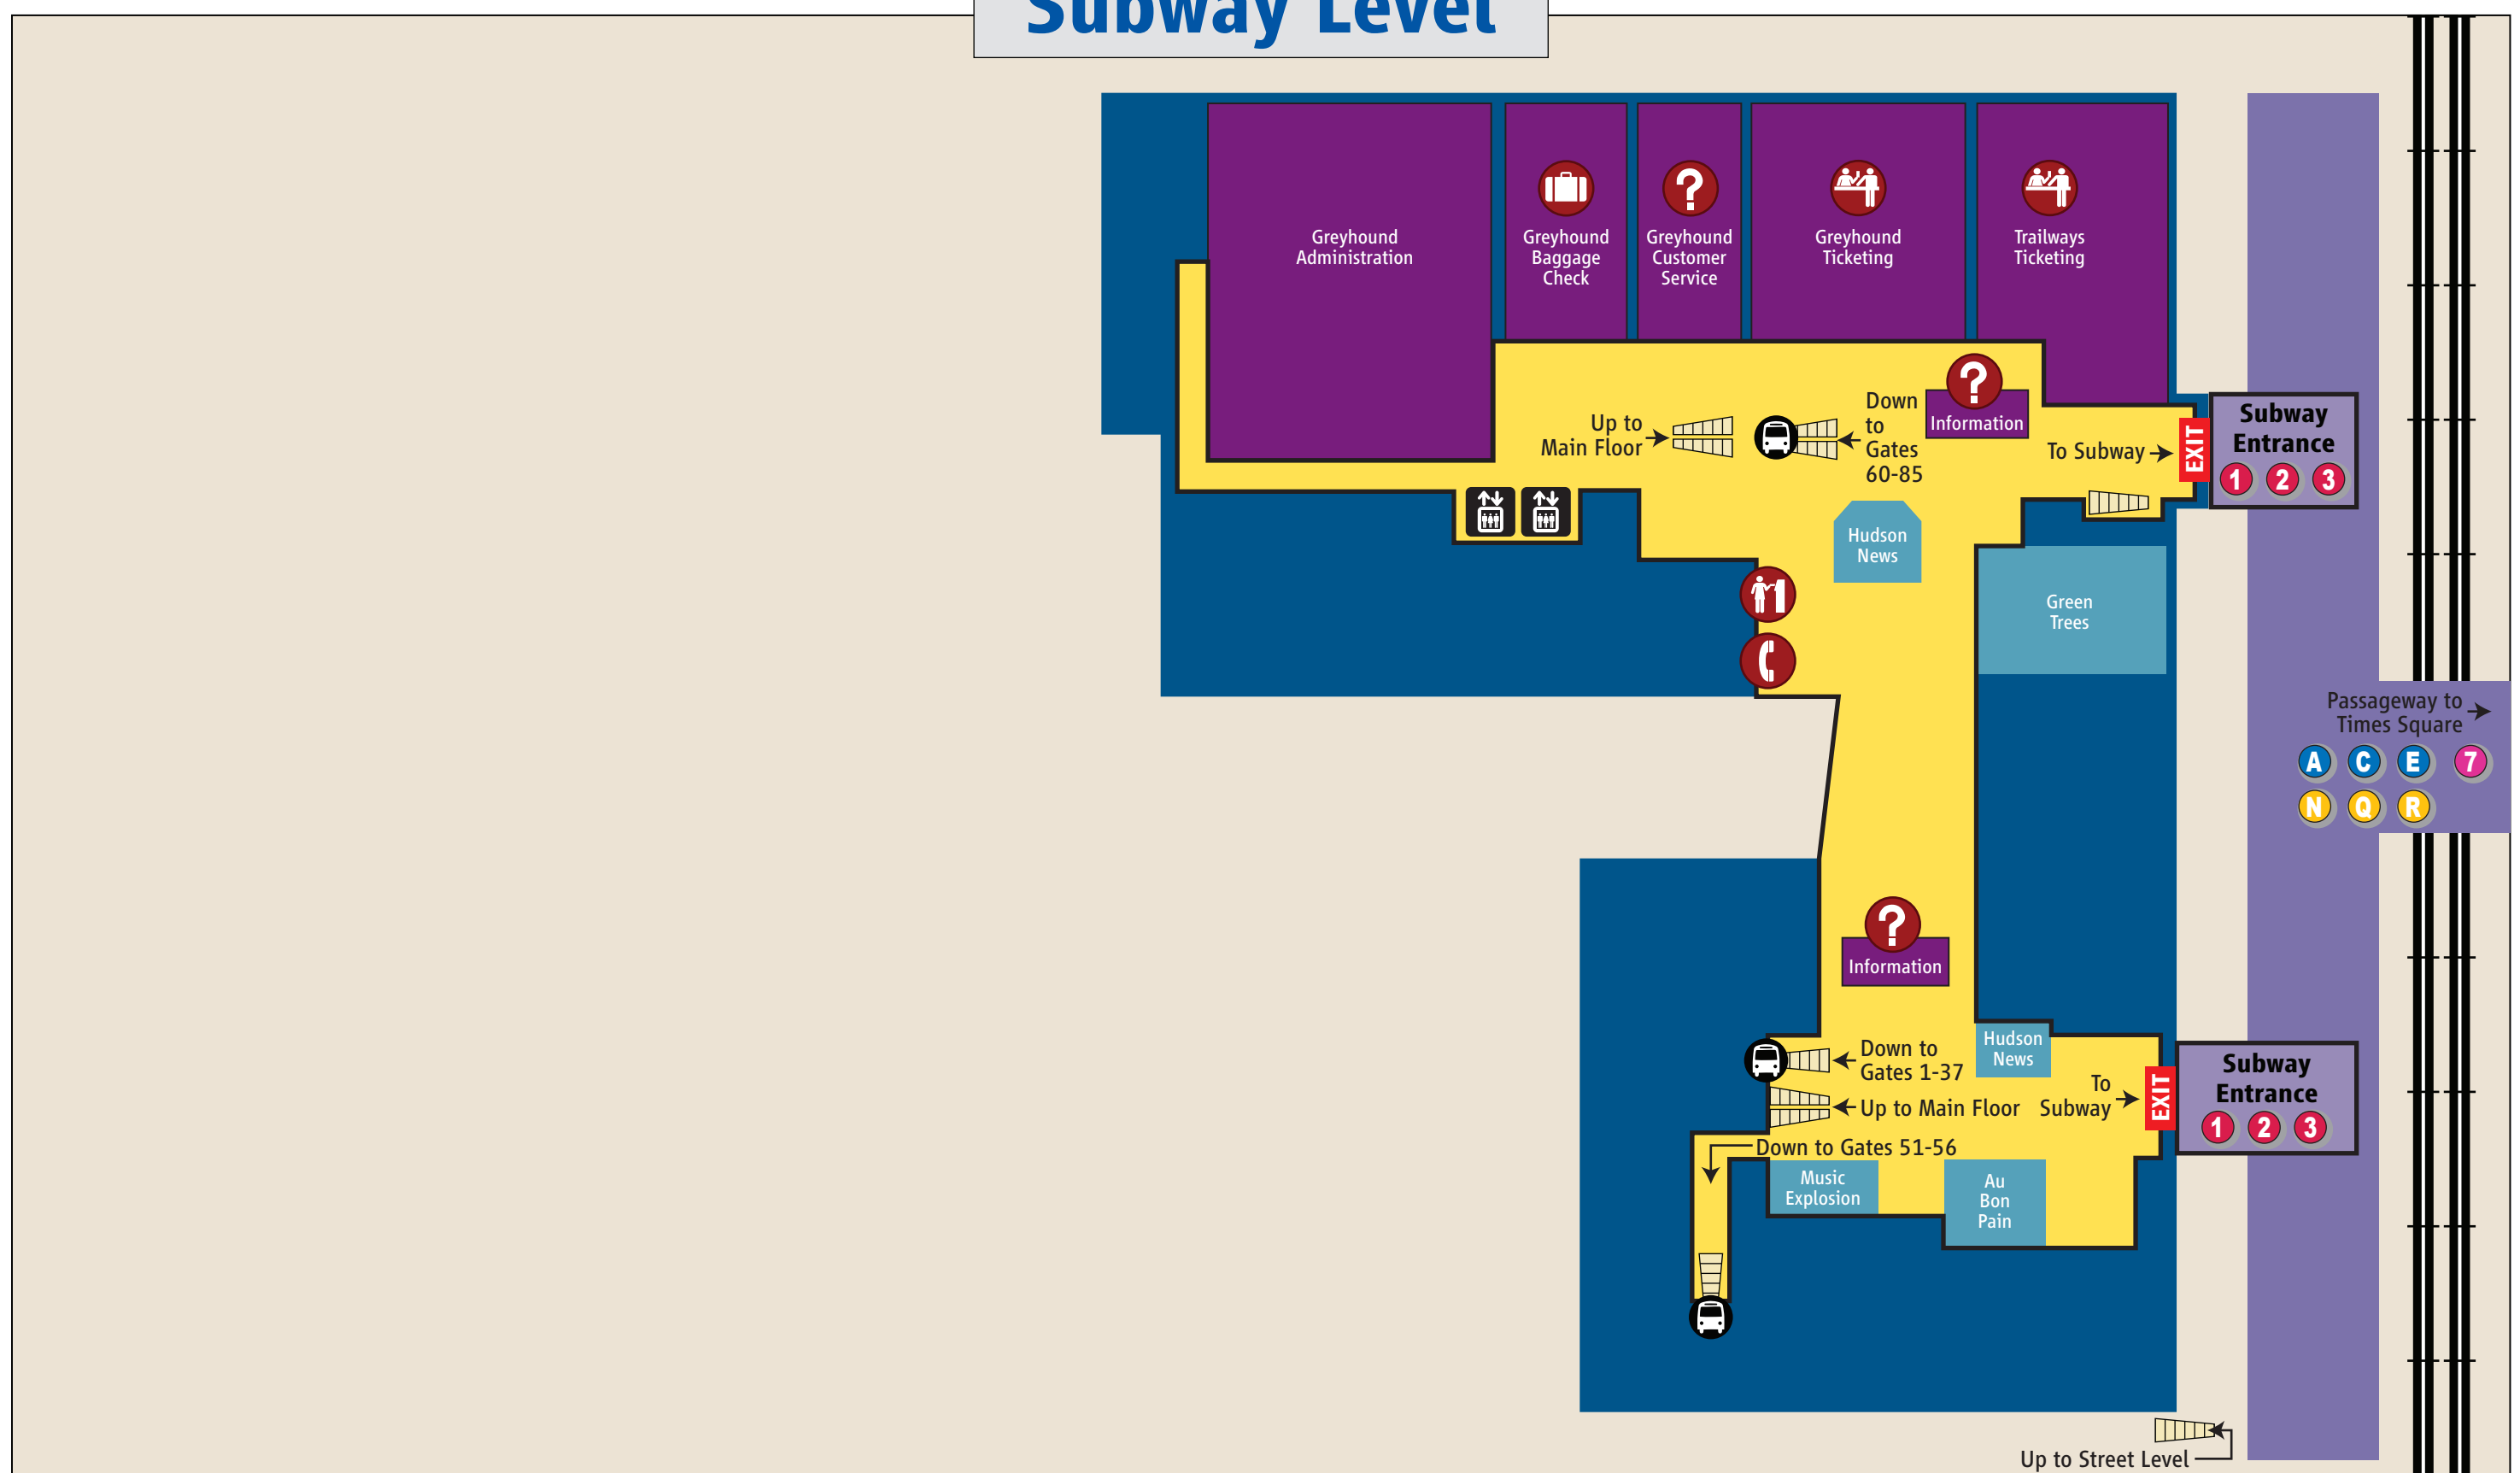 Subway Level
Greyhound
Administration
Greyhound
Baggage
Check
Greyhound
Customer
Service
Greyhound
Ticketing
Trailways
Ticketing
Up to
Main Floor
Down
to
Gates
60-85
Information
To Subway
EXIT
Subway
Entrance
1 2 3
Hudson
News
Green
Trees
Passageway to
Times Square
A C E 7
N Q R
Information
Down to
Gates 1-37
Hudson
News
Up to Main Floor
To
Subway
EXIT
Subway
Entrance
1 2 3
Down to Gates 51-56
Music
Explosion
Au
Bon
Pain
Up to Street Level